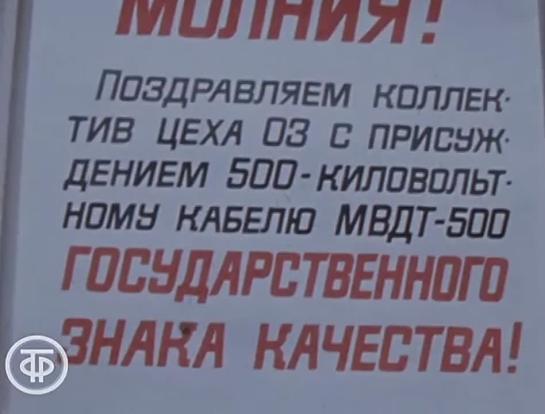 МОЛНИЯ!
ПОЗДРАВЛЯЕМ КОЛЛЕК-
ТИВ ЦЕХА 03 С ПРИСУЖ-
ДЕНИЕМ 500-КИЛОВОЛЬТ-
НОМУ КАБЕЛЮ МВДТ-500
ГОСУДАРСТВЕННОГО
ЗНАКА КАЧЕСТВА!